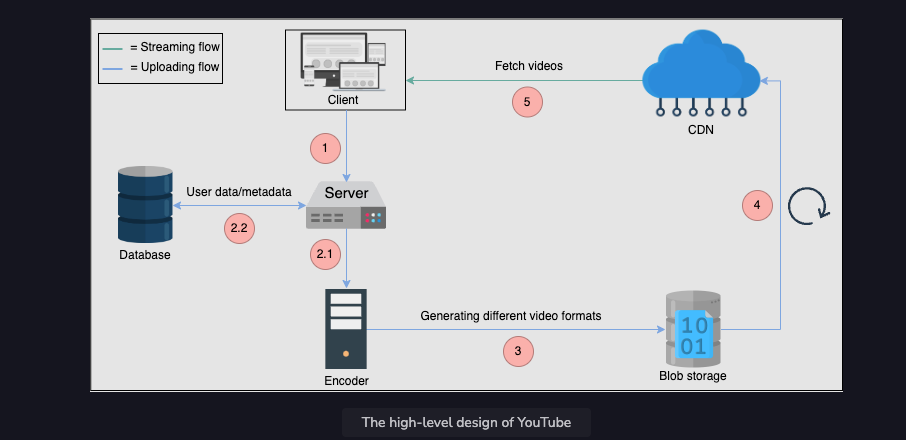 = Streaming flow
= Uploading flow
Client
Fetch videos
5
CDN
1
User data/metadata
Server
4
2.2
2.1
Database
Generating different video formats
10
01
3
Encoder
Blob storage
The high-level design of YouTube